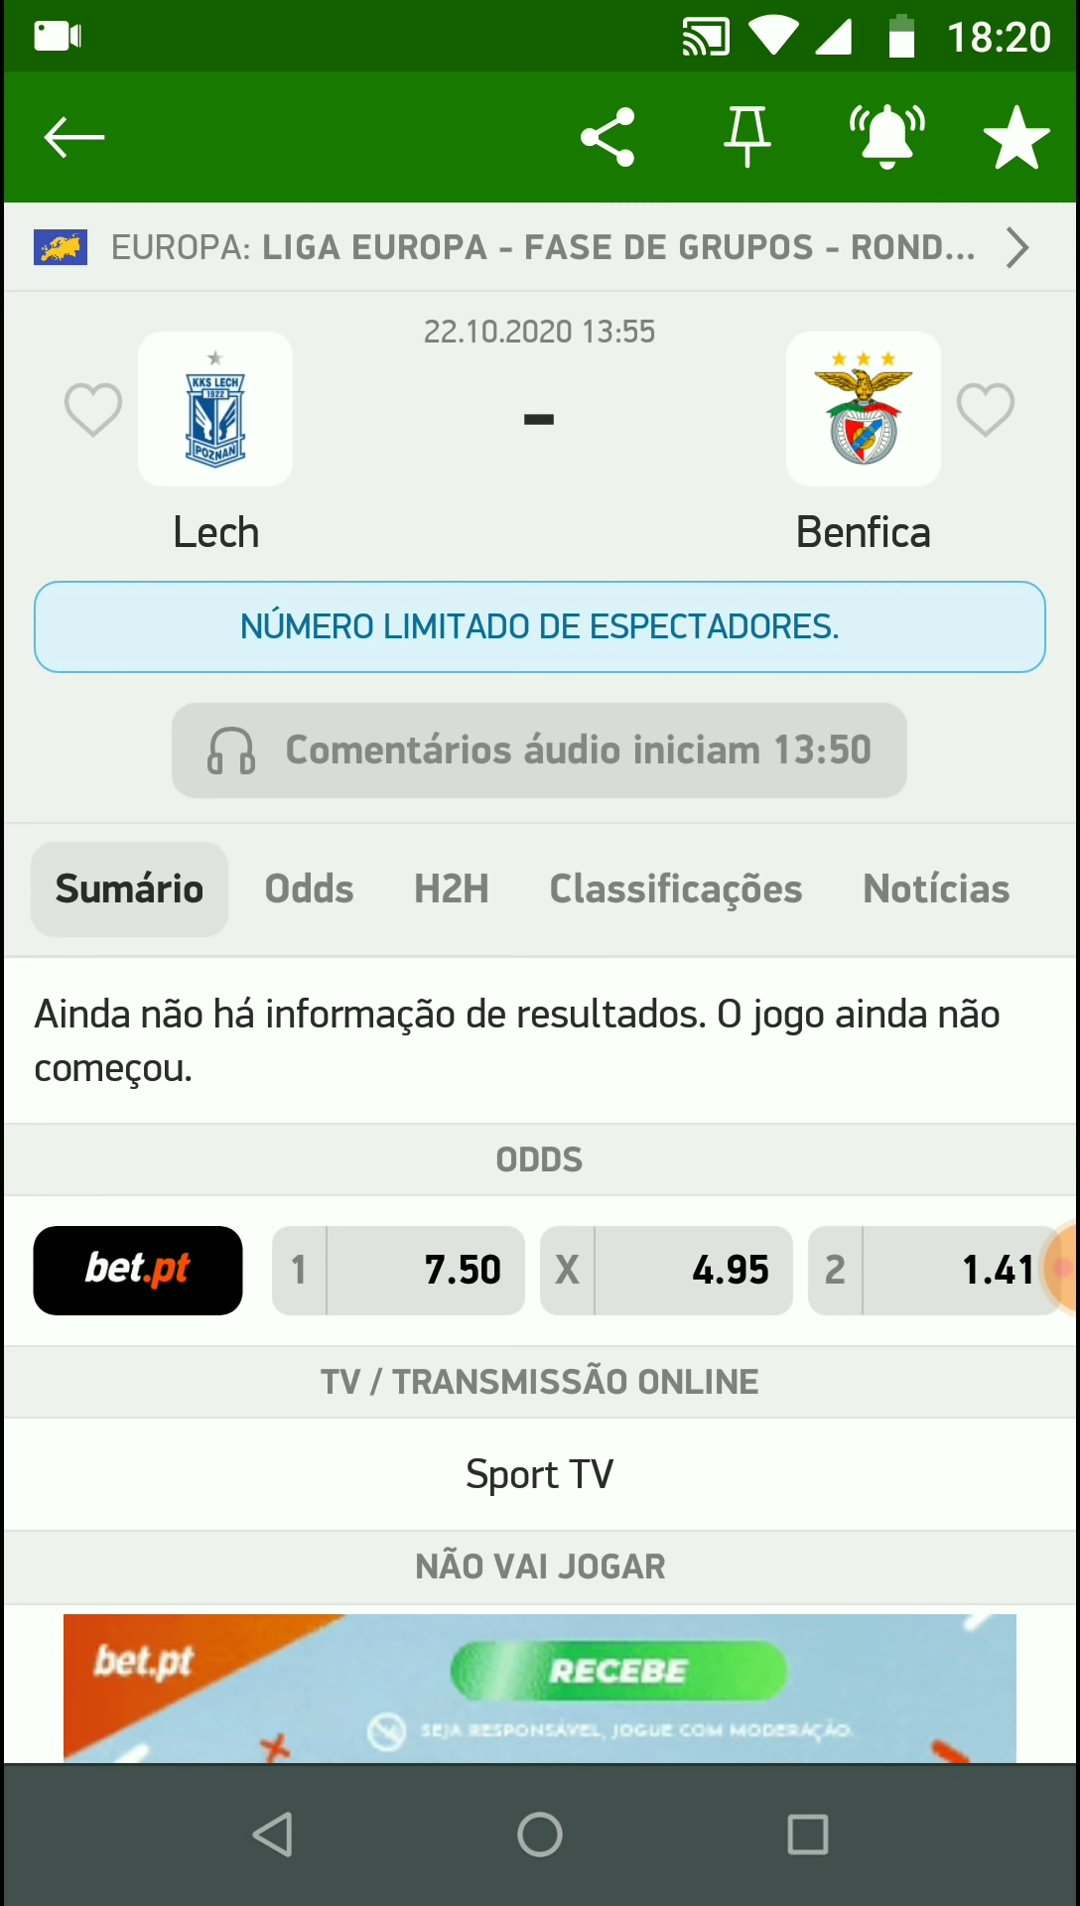 18:20
EUROPA: LIGA EUROPA - FASE DE GRUPOS - ROND...
22.10.2020 13:55
KKS LECH
1922
POZNAŃ
-
Lech
Benfica
NÚMERO LIMITADO DE ESPECTADORES.
Comentários áudio iniciam 13:50
Sumário Odds H2H Classificações Notícias
Ainda não há informação de resultados. O jogo ainda não
começou.
ODDS
bet.pt 1 7.50 X 4.95 2 1.41
TV / TRANSMISSÃO ONLINE
Sport TV
NÃO VAI JOGAR
bet.pt
RECEBE
SEJA RESPONSÁVEL, JOGUE COM MODERAÇÃO.